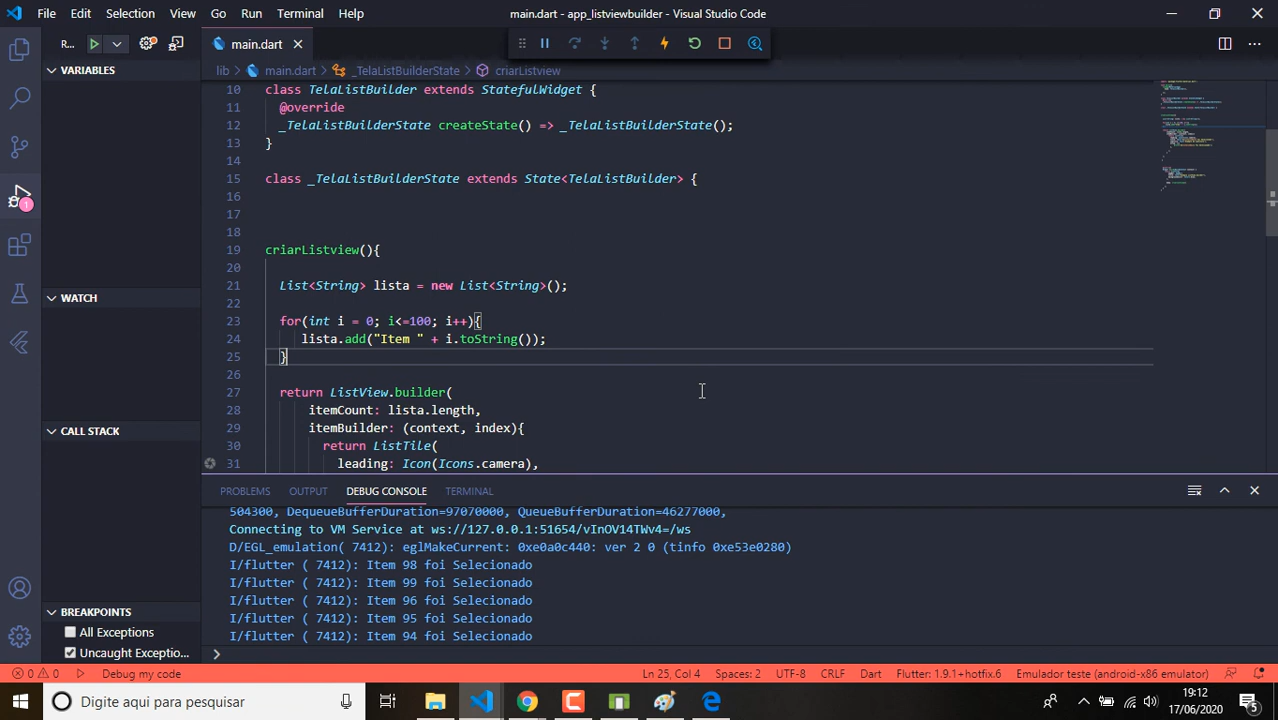 File Edit Selection View Go Run Terminal Help main.dart - app_listviewbuilder - Visual Studio Code
R...
main.dart
lib > main.dart > _TelaListBuilderState > criarListview
VARIABLES
WATCH
CALL STACK
BREAKPOINTS
All Exceptions
Uncaught Exceptio...
10 class TelaListBuilder extends StatefulWidget {
11 @override
12 _TelaListBuilderState createState() => _TelaListBuilderState();
13 }
14
15 class _TelaListBuilderState extends State<TelaListBuilder> {
16
17
18
19 criarListview(){
20
21 List<String> lista = new List<String>();
22
23 for(int i = 0; i<=100; i++){
24 lista.add("Item " + i.toString());
25 }
26
27 return ListView.builder(
28 itemCount: lista.length,
29 itemBuilder: (context, index){
30 return ListTile(
31 leading: Icon(Icons.camera),
PROBLEMS OUTPUT DEBUG CONSOLE TERMINAL
504300, DequeueBufferDuration=97070000, QueueBufferDuration=46277000,
Connecting to VM Service at ws://127.0.0.1:51654/vInOV14TWv4=/ws
D/EGL_emulation( 7412): eglMakeCurrent: 0xe0a0c440: ver 2 0 (tinfo 0xe53e0280)
I/flutter ( 7412): Item 98 foi Selecionado
I/flutter ( 7412): Item 99 foi Selecionado
I/flutter ( 7412): Item 96 foi Selecionado
I/flutter ( 7412): Item 95 foi Selecionado
I/flutter ( 7412): Item 94 foi Selecionado
1
0 0 Debug my code Ln 25, Col 4 Spaces: 2 UTF-8 CRLF Dart Flutter: 1.9.1+hotfix.6 Emulador teste (android-x86 emulator)
Digite aqui para pesquisar
19:12
17/06/2020
5